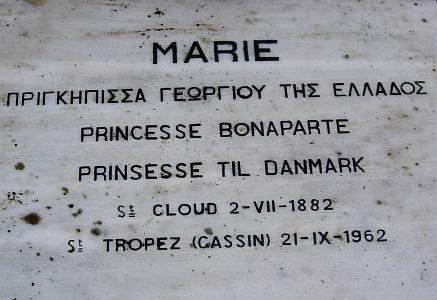 MARIE
ΠΡΙΓΚΗΠΙΣΣΑ ΓΕΩΡΓΙΟΥ ΤΗΣ ΕΛΛΑΔΟΣ
PRINCESSE BONAPARTE
PRINSESSE TIL DANMARK
St CLOUD 2-VII-1882
St TROPEZ (GASSIN) 21-IX-1962